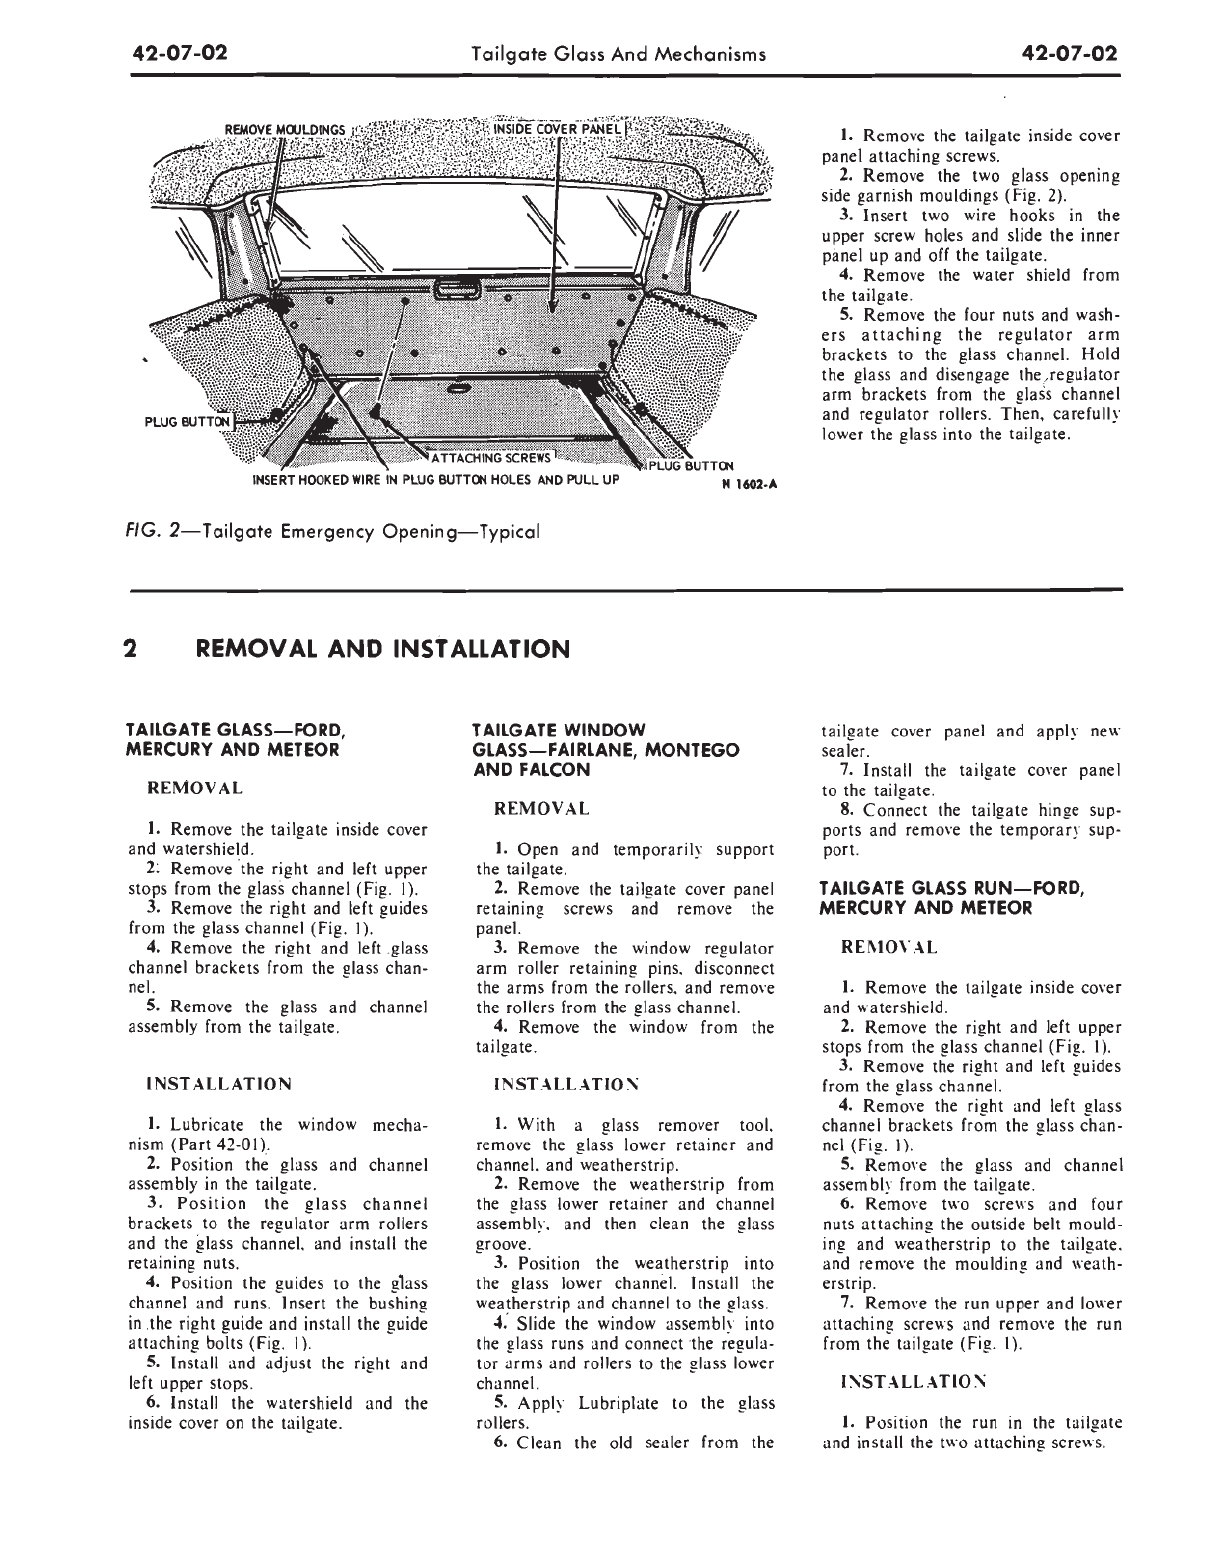 42-07-02 Tailgate Glass And Mechanisms 42-07-02
REMOVE MOULDINGS
INSIDE COVER PANEL
PLUG BUTTON
ATTACHING SCREWS
PLUG BUTTON
INSERT HOOKED WIRE IN PLUG BUTTON HOLES AND PULL UP
N 1602-A
FIG. 2—Tailgate Emergency Opening—Typical
1. Remove the tailgate inside cover
panel attaching screws.
2. Remove the two glass opening
side garnish mouldings (Fig. 2).
3. Insert two wire hooks in the
upper screw holes and slide the inner
panel up and off the tailgate.
4. Remove the water shield from
the tailgate.
5. Remove the four nuts and wash-
ers attaching the regulator arm
brackets to the glass channel. Hold
the glass and disengage the regulator
arm brackets from the glass channel
and regulator rollers. Then, carefully
lower the glass into the tailgate.
2 REMOVAL AND INSTALLATION
TAILGATE GLASS—FORD,
MERCURY AND METEOR
REMOVAL
1. Remove the tailgate inside cover
and watershield.
2. Remove the right and left upper
stops from the glass channel (Fig. 1).
3. Remove the right and left guides
from the glass channel (Fig. 1).
4. Remove the right and left glass
channel brackets from the glass chan-
nel.
5. Remove the glass and channel
assembly from the tailgate.
INSTALLATION
1. Lubricate the window mecha-
nism (Part 42-01).
2. Position the glass and channel
assembly in the tailgate.
3. Position the glass channel
brackets to the regulator arm rollers
and the glass channel, and install the
retaining nuts.
4. Position the guides to the glass
channel and runs. Insert the bushing
in the right guide and install the guide
attaching bolts (Fig. 1).
5. Install and adjust the right and
left upper stops.
6. Install the watershield and the
inside cover on the tailgate.
TAILGATE WINDOW
GLASS—FAIRLANE, MONTEGO
AND FALCON
REMOVAL
1. Open and temporarily support
the tailgate.
2. Remove the tailgate cover panel
retaining screws and remove the
panel.
3. Remove the window regulator
arm roller retaining pins, disconnect
the arms from the rollers, and remove
the rollers from the glass channel.
4. Remove the window from the
tailgate.
INSTALLATION
1. With a glass remover tool,
remove the glass lower retainer and
channel, and weatherstrip.
2. Remove the weatherstrip from
the glass lower retainer and channel
assembly, and then clean the glass
groove.
3. Position the weatherstrip into
the glass lower channel. Install the
weatherstrip and channel to the glass.
4. Slide the window assembly into
the glass runs and connect the regula-
tor arms and rollers to the glass lower
channel.
5. Apply Lubriplate to the glass
rollers.
6. Clean the old sealer from the
tailgate cover panel and apply new
sealer.
7. Install the tailgate cover panel
to the tailgate.
8. Connect the tailgate hinge sup-
ports and remove the temporary sup-
port.
TAILGATE GLASS RUN—FORD,
MERCURY AND METEOR
REMOVAL
1. Remove the tailgate inside cover
and watershield.
2. Remove the right and left upper
stops from the glass channel (Fig. 1).
3. Remove the right and left guides
from the glass channel.
4. Remove the right and left glass
channel brackets from the glass chan-
nel (Fig. 1).
5. Remove the glass and channel
assembly from the tailgate.
6. Remove two screws and four
nuts attaching the outside belt mould-
ing and weatherstrip to the tailgate,
and remove the moulding and weath-
erstrip.
7. Remove the run upper and lower
attaching screws and remove the run
from the tailgate (Fig. 1).
INSTALLATION
1. Position the run in the tailgate
and install the two attaching screws.